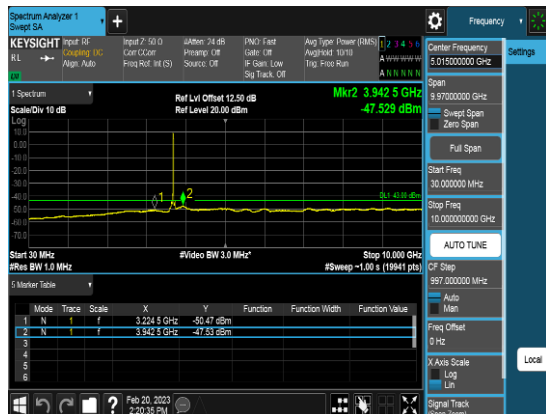 Spectrum Analyzer 1
Swept SA
Frequency
KEYSIGHT
RL
Input: RF
Coupling: DC
Align: Auto
Input Z: 50 Ω
Corr CCorr
Freq Ref: Int (S)
#Atten: 24 dB
Preamp: Off
Source: Off
PNO: Fast
Gate: Off
IF Gain: Low
Sig Track: Off
Avg Type: Power (RMS)
Avg|Hold: 10/10
Trig: Free Run
1 2 3 4 5 6
A W W W W W
A N N N N N
1 Spectrum
Scale/Div 10 dB
Log
Ref Lvl Offset 12.50 dB
Ref Level 20.00 dBm
Mkr2 3.942 5 GHz
-47.529 dBm
10.0
0.00
-10.0
-20.0
-30.0
-40.0
-50.0
-60.0
-70.0
1
2
DL1 -43.00 dBm
Start 30 MHz
#Res BW 1.0 MHz
#Video BW 3.0 MHz*
Stop 10.000 GHz
#Sweep ~1.00 s (19941 pts)
5 Marker Table
Mode Trace Scale X Y Function Function Width Function Value
1 N 1 f 3.224 5 GHz -50.47 dBm
2 N 1 f 3.942 5 GHz -47.53 dBm
3
4
5
6
Feb 20, 2023
2:20:35 PM
Center Frequency
5.015000000 GHz
Span
9.97000000 GHz
Swept Span
Zero Span
Full Span
Start Freq
30.000000 MHz
Stop Freq
10.000000000 GHz
AUTO TUNE
CF Step
997.000000 MHz
Auto
Man
Freq Offset
0 Hz
X Axis Scale
Log
Lin
Signal Track
(Span Zoom)
Settings
Local